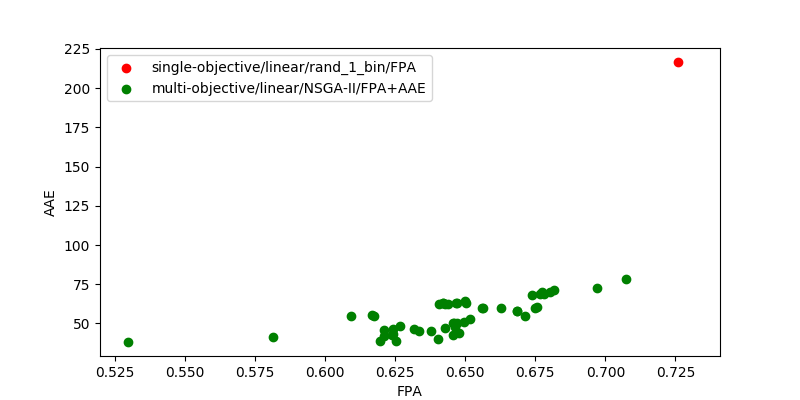 225
200
175
150
125
100
75
50
AAE
single-objective/linear/rand_1_bin/FPA
multi-objective/linear/NSGA-II/FPA+AAE
0.525 0.550 0.575 0.600 0.625 0.650 0.675 0.700 0.725
FPA